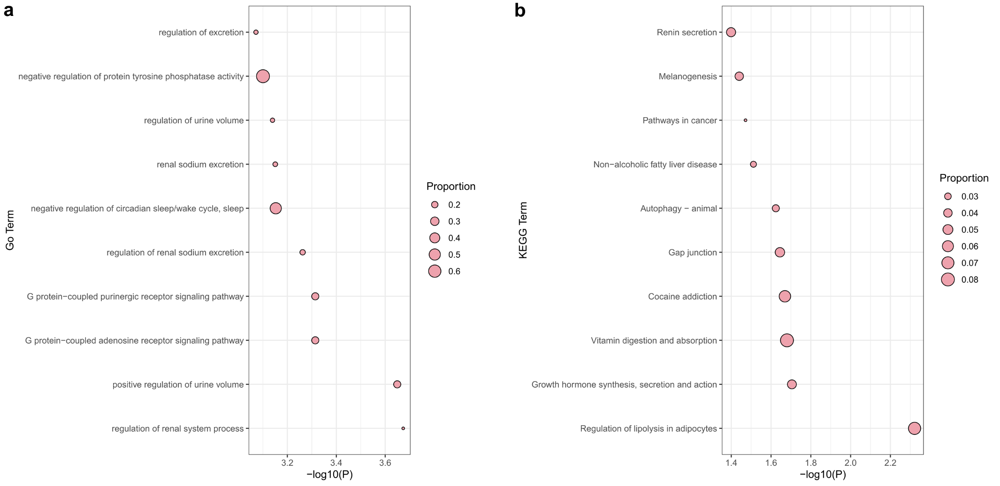 a
regulation of excretion
negative regulation of protein tyrosine phosphatase activity
regulation of urine volume
renal sodium excretion
negative regulation of circadian sleep/wake cycle, sleep
regulation of renal sodium excretion
G protein−coupled purinergic receptor signaling pathway
G protein−coupled adenosine receptor signaling pathway
positive regulation of urine volume
regulation of renal system process
Go Term
3.2 3.4 3.6
−log10(P)
Proportion
0.2
0.3
0.4
0.5
0.6
b
Renin secretion
Melanogenesis
Pathways in cancer
Non−alcoholic fatty liver disease
Autophagy − animal
Gap junction
Cocaine addiction
Vitamin digestion and absorption
Growth hormone synthesis, secretion and action
Regulation of lipolysis in adipocytes
KEGG Term
1.4 1.6 1.8 2.0 2.2
−log10(P)
Proportion
0.03
0.04
0.05
0.06
0.07
0.08